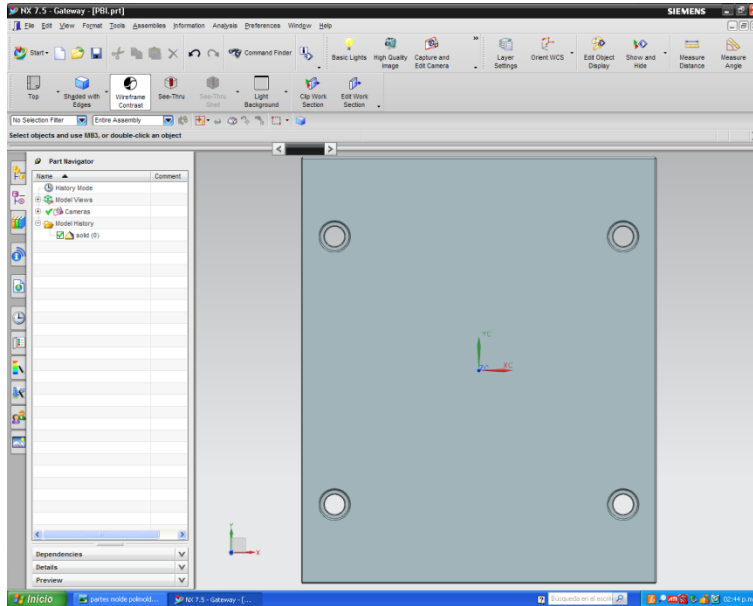 NX 7.5 - Gateway - [PBI.prt]
SIEMENS
File Edit View Format Tools Assemblies Information Analysis Preferences Window Help
Start
Command Finder
Basic Lights
High Quality Image
Capture and Edit Camera
Layer Settings
Orient WCS
Edit Object Display
Show and Hide
Measure Distance
Measure Angle
Top
Shaded with Edges
Wireframe Contrast
See-Thru
See-Thru Shell
Light Background
Clip Work Section
Edit Work Section
No Selection Filter
Entire Assembly
Select objects and use MB3, or double-click an object
Part Navigator
Name
Comment
History Mode
Model Views
Cameras
Model History
solid (0)
YC
XC
ZC
Y
X
Dependencies
Details
Preview
Inicio
partes molde polimold...
NX 7.5 - Gateway - [...
Búsqueda en el escrito
02:44 p.m.